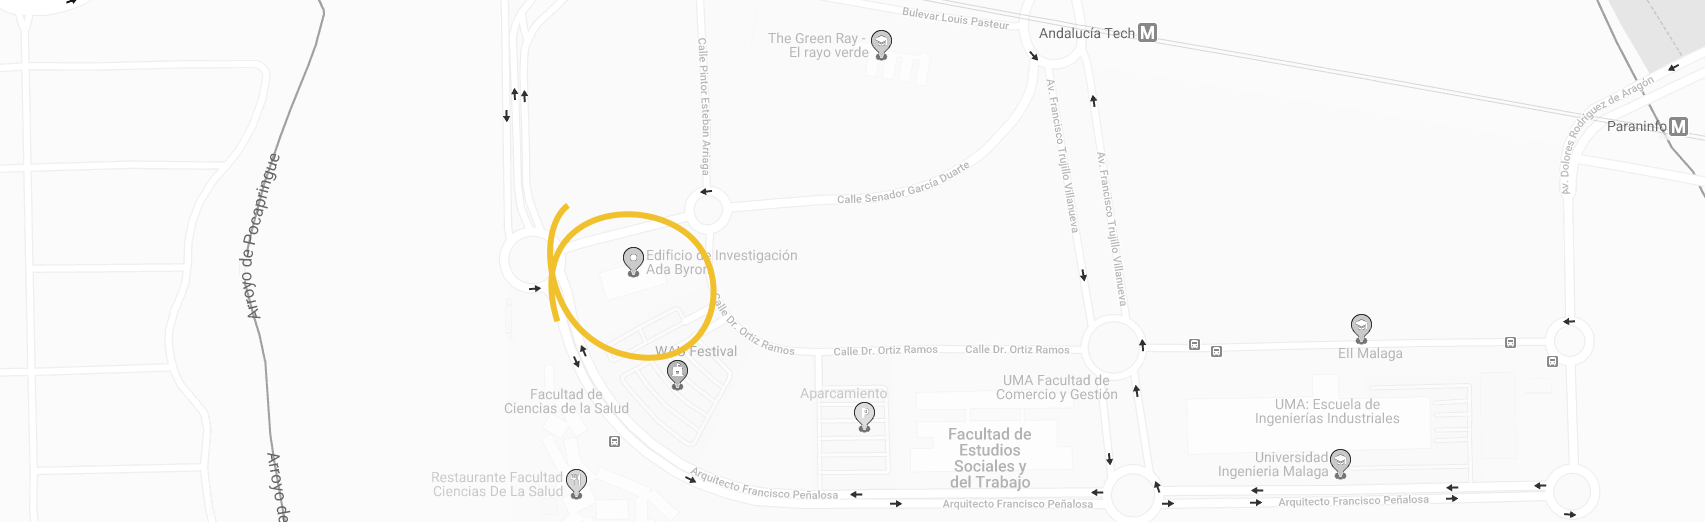 Bulevar Louis Pasteur
Andalucía Tech M
The Green Ray -
El rayo verde
Calle Pintor Esteban Arriaga
Av. Francisco Trujillo Villanueva
Av. Francisco Trujillo Villanueva
Av. Dolores Rodríguez de Aragón
Paraninfo M
Arroyo de Pocapringue
Calle Senador García Duarte
Edificio de Investigación
Ada Byron
Calle Dr. Ortiz Ramos
Calle Dr. Ortiz Ramos
Calle Dr. Ortiz Ramos
WAS Festival
EII Malaga
Facultad de
Ciencias de la Salud
Aparcamiento
P
UMA Facultad de
Comercio y Gestión
UMA: Escuela de
Ingenierías Industriales
Facultad de
Estudios
Sociales y
del Trabajo
Universidad
Ingenieria Malaga
Restaurante Facultad
Ciencias De La Salud
Arroyo de
Arquitecto Francisco Peñalosa
Arquitecto Francisco Peñalosa
Arquitecto Francisco Peñalosa